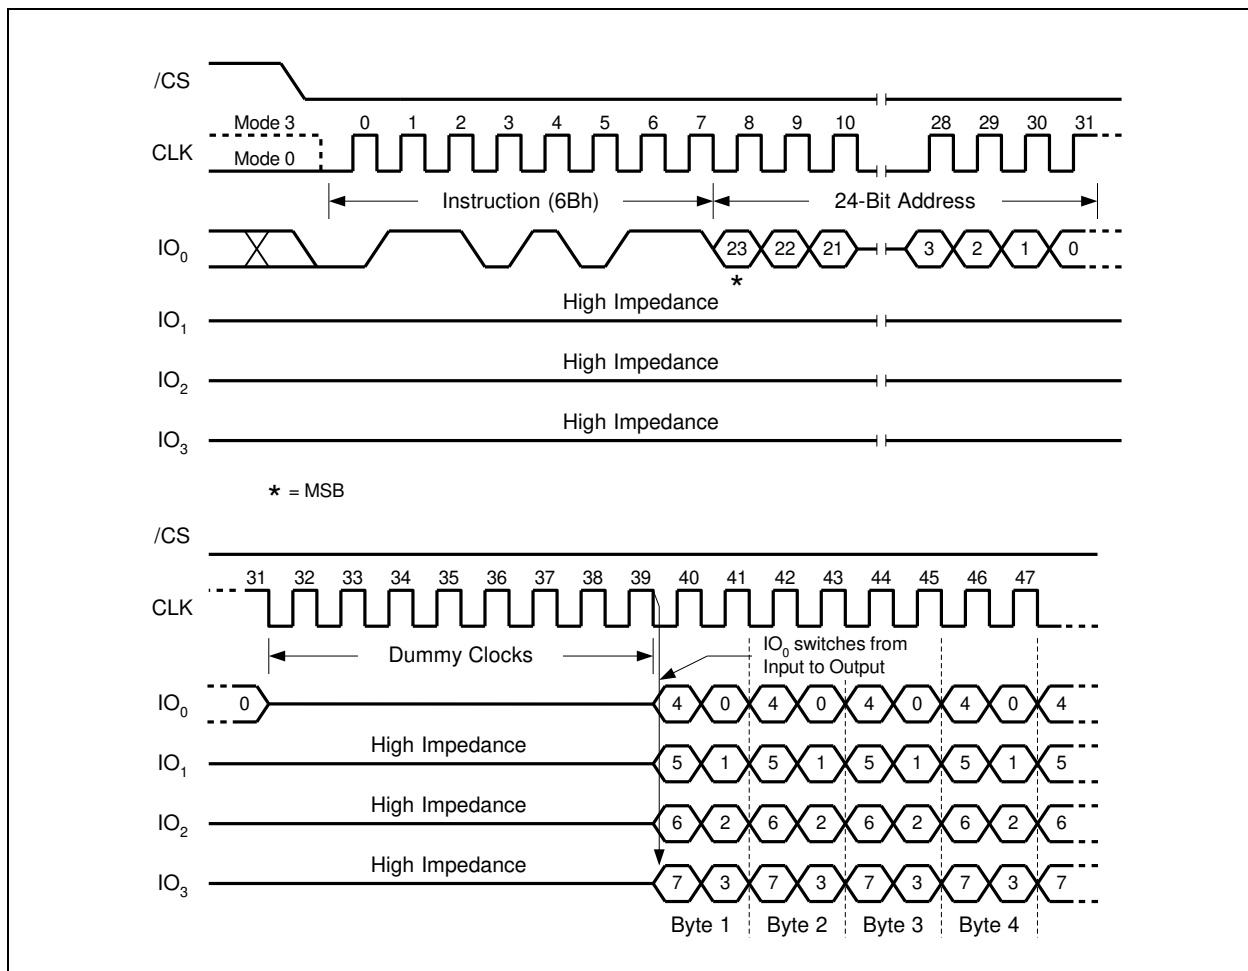 /CS
Mode 3 0 1 2 3 4 5 6 7 8 9 10 28 29 30 31
CLK
Mode 0
Instruction (6Bh) 24-Bit Address
IO0 23 22 21 3 2 1 0
*
High Impedance
IO1
High Impedance
IO2
High Impedance
IO3
* = MSB
/CS
31 32 33 34 35 36 37 38 39 40 41 42 43 44 45 46 47
CLK
Dummy Clocks
IO0 switches from
Input to Output
IO0 0 4 0 4 0 4 0 4 0 4
High Impedance
IO1 5 1 5 1 5 1 5 1 5
High Impedance
IO2 6 2 6 2 6 2 6 2 6
High Impedance
IO3 7 3 7 3 7 3 7 3 7
Byte 1 Byte 2 Byte 3 Byte 4